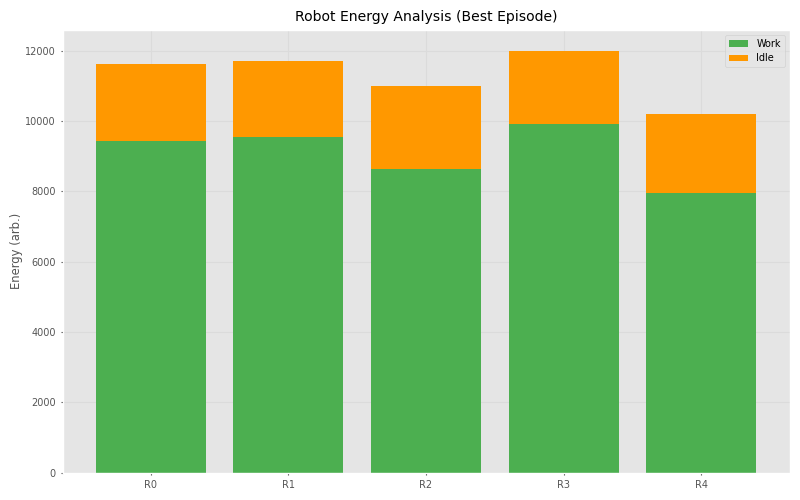 Robot Energy Analysis (Best Episode)
Work
Idle
12000
10000
8000
6000
4000
2000
0
Energy (arb.)
R0 R1 R2 R3 R4